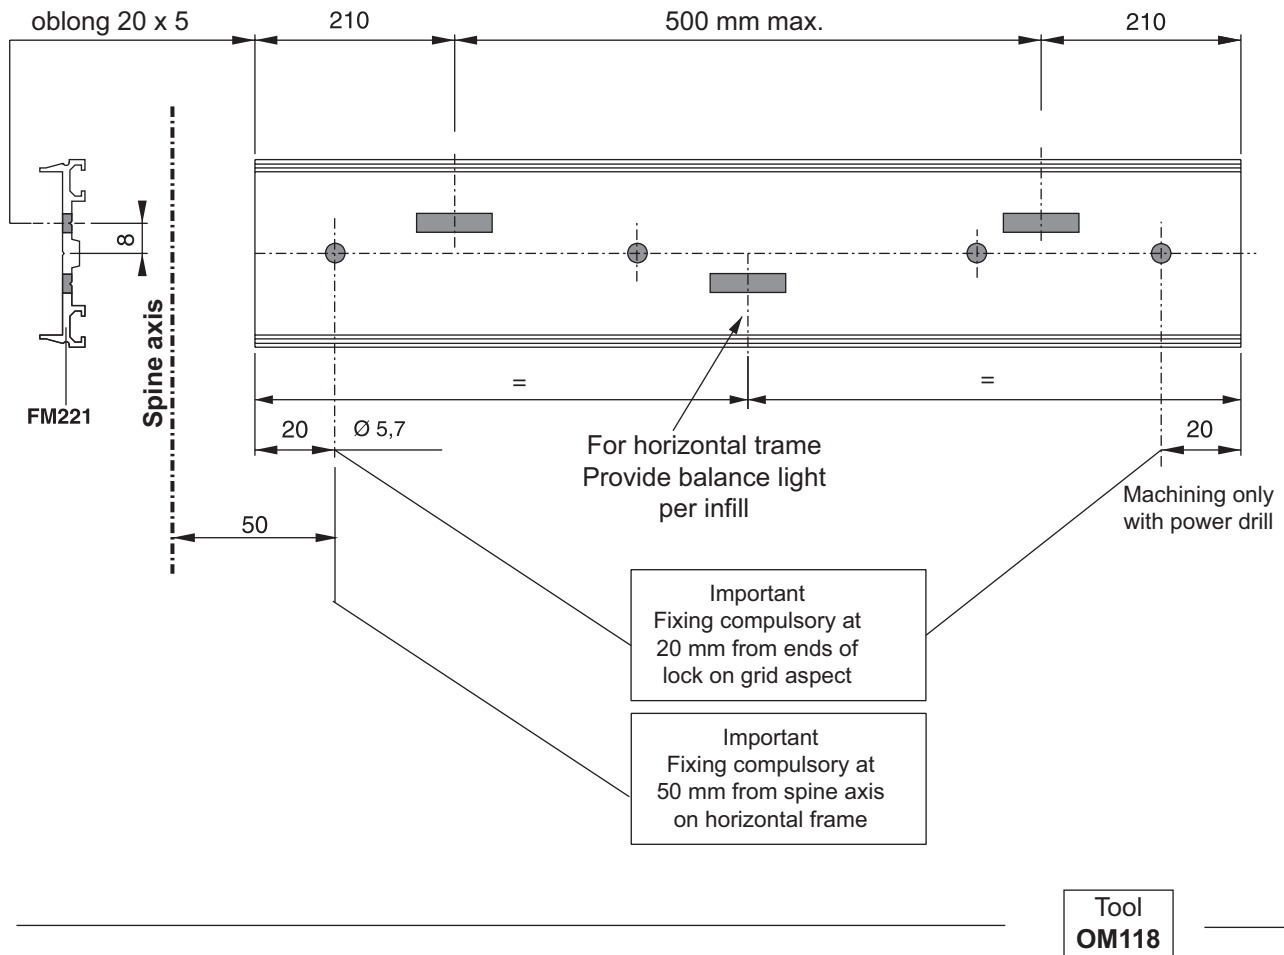 oblong 20 x 5
210
500 mm max.
210
8
Spine axis
FM221
=
=
20
Ø 5,7
20
For horizontal trame
Provide balance light
per infill
Machining only
with power drill
50
Important
Fixing compulsory at
20 mm from ends of
lock on grid aspect
Important
Fixing compulsory at
50 mm from spine axis
on horizontal frame
Tool
OM118